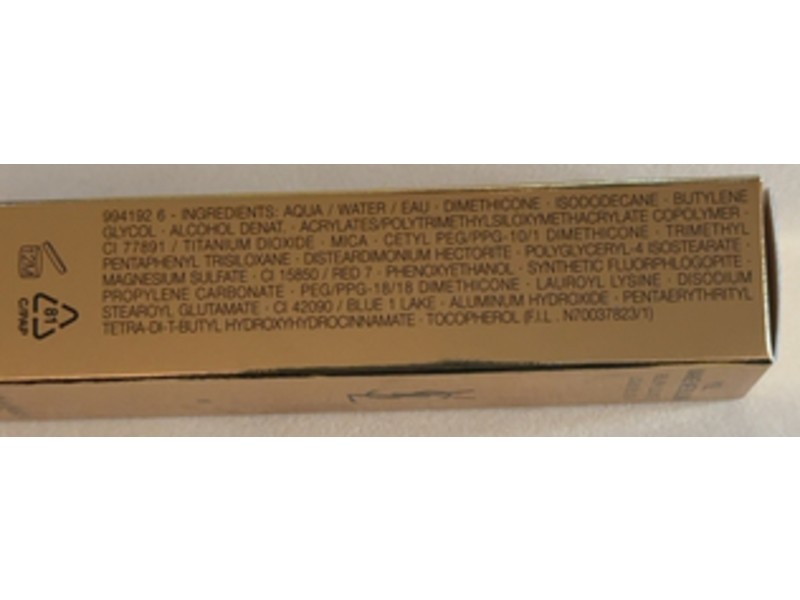 994192 6 - INGREDIENTS: AQUA / WATER / EAU · DIMETHICONE · ISODODECANE · BUTYLENE
GLYCOL · ALCOHOL DENAT. · ACRYLATES/POLYTRIMETHYLSILOXYMETHACRYLATE COPOLYMER ·
CI 77891 / TITANIUM DIOXIDE · MICA · CETYL PEG/PPG-10/1 DIMETHICONE · TRIMETHYL
PENTAPHENYL TRISILOXANE · DISTEARDIMONIUM HECTORITE · POLYGLYCERYL-4 ISOSTEARATE ·
MAGNESIUM SULFATE · CI 15850 / RED 7 · PHENOXYETHANOL · SYNTHETIC FLUORPHLOGOPITE ·
PROPYLENE CARBONATE · PEG/PPG-18/18 DIMETHICONE · LAUROYL LYSINE · DISODIUM
STEAROYL GLUTAMATE · CI 42090 / BLUE 1 LAKE · ALUMINUM HYDROXIDE · PENTAERYTHRITYL
TETRA-DI-T-BUTYL HYDROXYHYDROCINNAMATE · TOCOPHEROL (F.I.L. N70037823/1)
12M
81
C/PAP